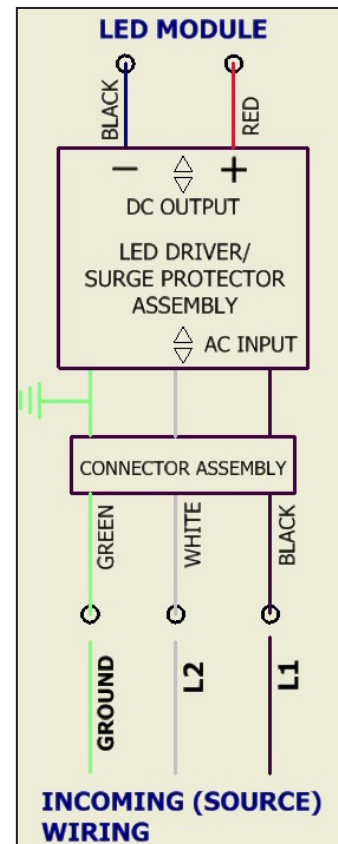 LED MODULE
BLACK
RED
− +
DC OUTPUT
LED DRIVER/
SURGE PROTECTOR
ASSEMBLY
AC INPUT
CONNECTOR ASSEMBLY
GREEN
WHITE
BLACK
GROUND
L2
L1
INCOMING (SOURCE)
WIRING